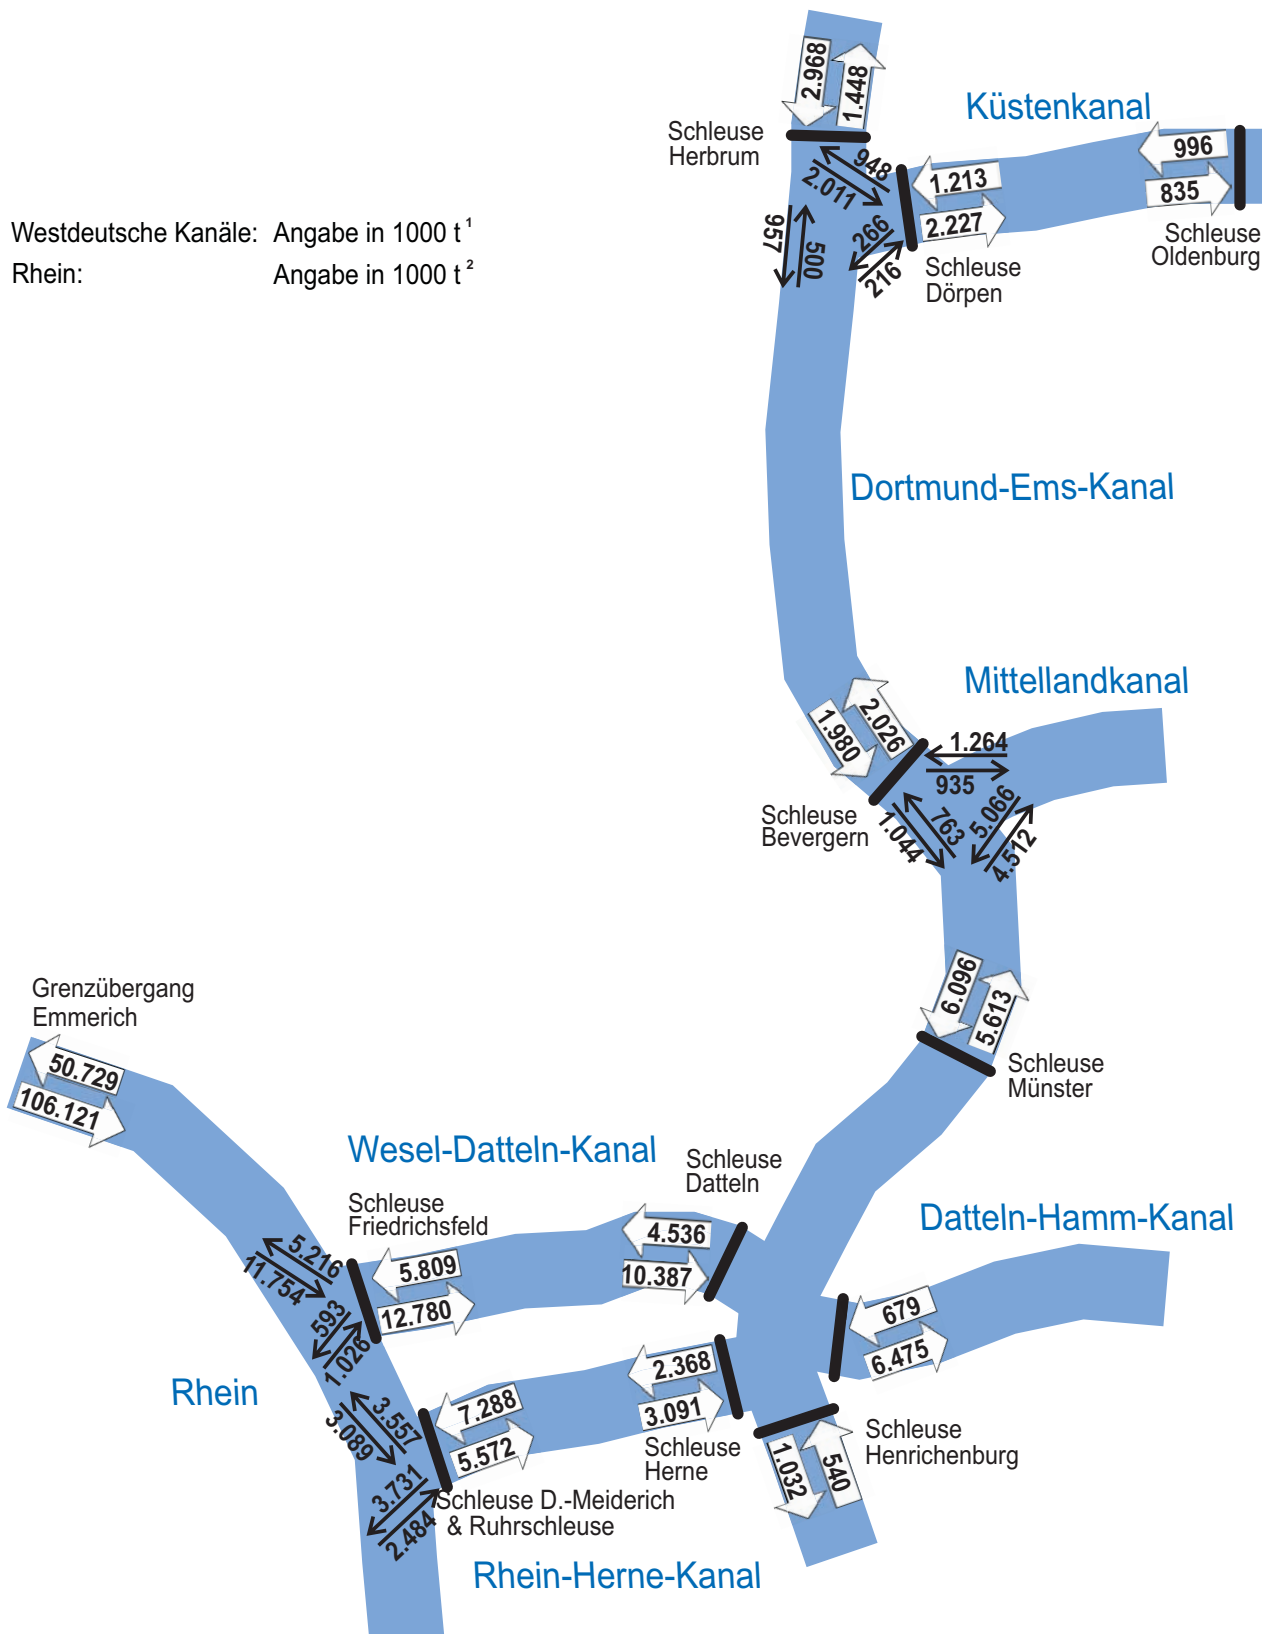 2.968
1.448
Küstenkanal
Schleuse
Herbrum
948
2.011
996
835
1.213
2.227
Schleuse
Oldenburg
957
500
266
216
Schleuse
Dörpen
Westdeutsche Kanäle: Angabe in 1000 t ¹
Rhein: Angabe in 1000 t ²
Dortmund-Ems-Kanal
Mittellandkanal
1.980
2.026
1.264
935
Schleuse
Bevergern
1.044
763
5.066
4.512
6.096
5.613
Schleuse
Münster
Grenzübergang
Emmerich
50.729
106.121
Wesel-Datteln-Kanal
Schleuse
Datteln
Schleuse
Friedrichsfeld
Datteln-Hamm-Kanal
5.216
11.754
5.809
12.780
4.536
10.387
593
1.026
679
6.475
Rhein
3.557
3.089
7.288
5.572
2.368
3.091
Schleuse
Herne
Schleuse
Henrichenburg
1.032
540
3.731
2.484
Schleuse D.-Meiderich
& Ruhrschleuse
Rhein-Herne-Kanal